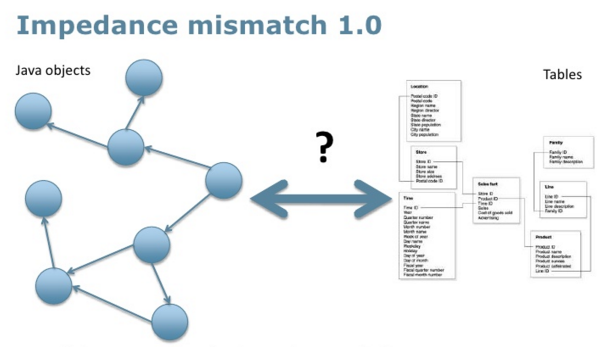 Impedance mismatch 1.0
Java objects
Tables
?
Location
Postal code ID
Postal code
Region name
Region director
State name
State director
State population
City name
City population
Store
Store ID
Store name
Store size
Store address
Postal code ID
Time
Time ID
Year
Quarter number
Quarter name
Month number
Month name
Week of year
Day name
Weekday
Holiday
Day of year
Day of month
Fiscal year
Fiscal quarter number
Fiscal month number
Sales fact
Store ID
Product ID
Time ID
Sales
Cost of goods sold
Advertising
Family
Family ID
Family name
Family description
Line
Line ID
Line name
Line description
Family ID
Product
Product ID
Product name
Product description
Product number
Product
Line ID